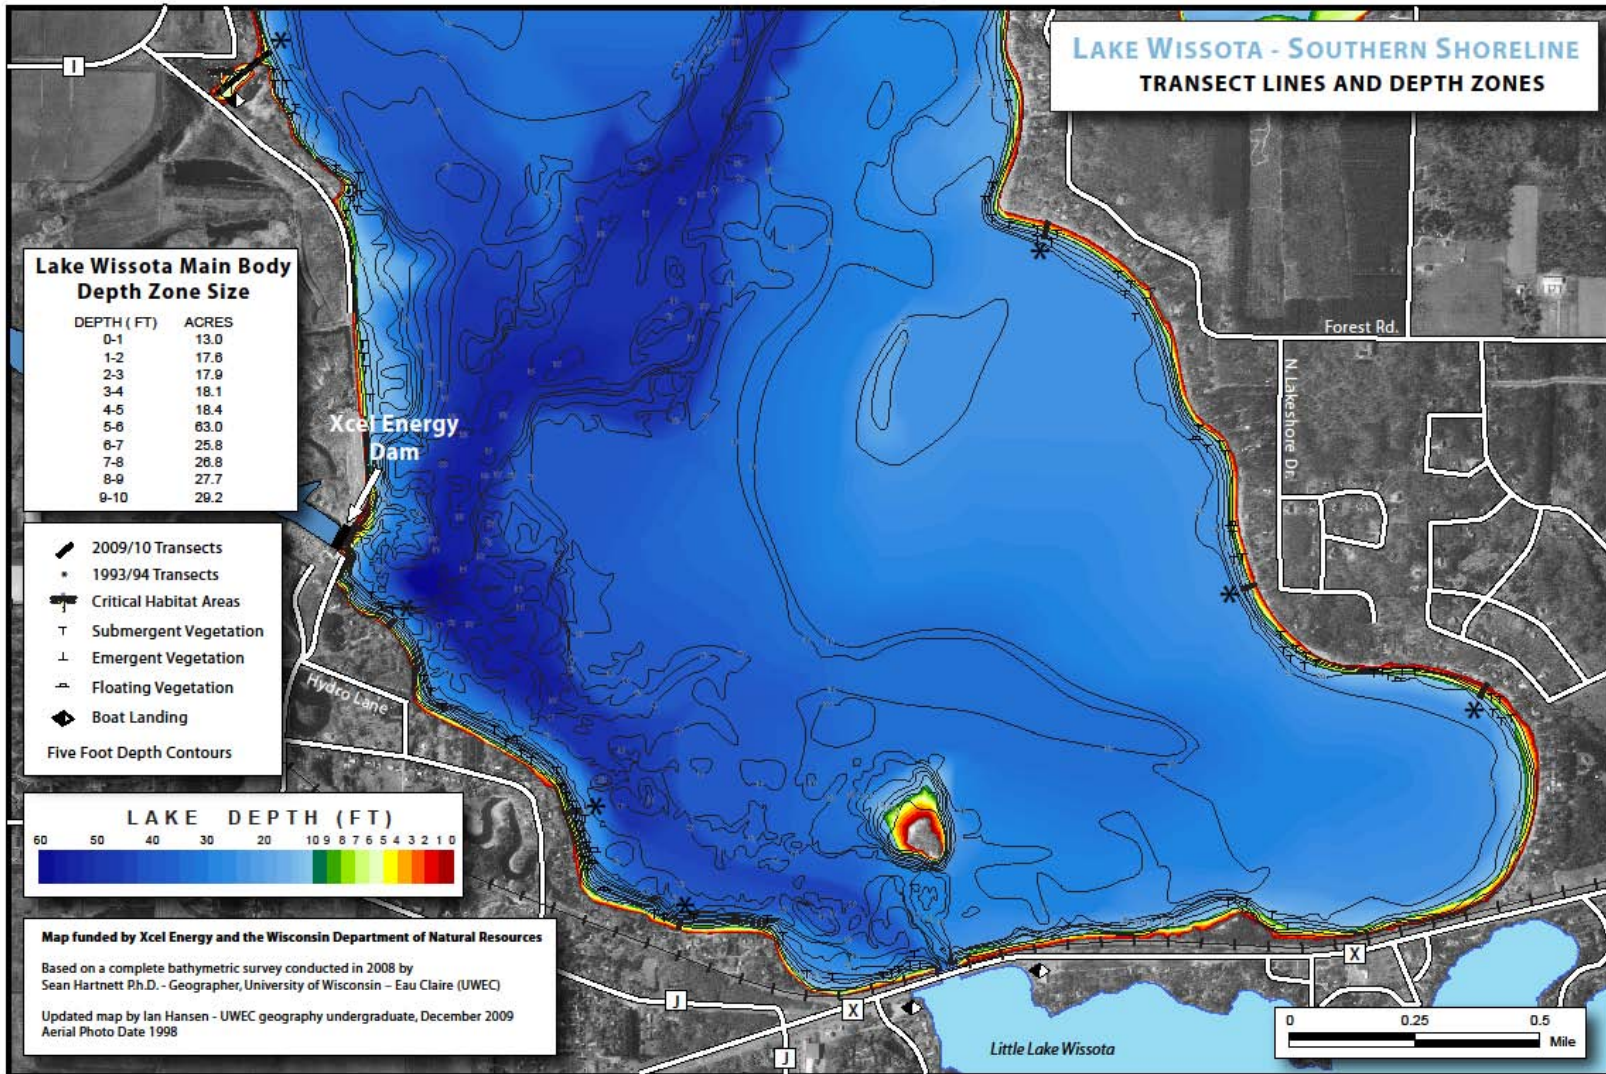 LAKE WISSOTA - SOUTHERN SHORELINE
TRANSECT LINES AND DEPTH ZONES
I
Lake Wissota Main Body
Depth Zone Size
DEPTH ( FT) ACRES
0-1 13.0
1-2 17.6
2-3 17.9
3-4 18.1
4-5 18.4
5-6 63.0
6-7 25.8
7-8 26.8
8-9 27.7
9-10 29.2
Forest Rd.
N Lakeshore Dr.
Xcel Energy
Dam
2009/10 Transects
1993/94 Transects
Critical Habitat Areas
Submergent Vegetation
Emergent Vegetation
Floating Vegetation
Boat Landing
Five Foot Depth Contours
Hydro Lane
LAKE DEPTH (FT)
60 50 40 30 20 10 9 8 7 6 5 4 3 2 1 0
Map funded by Xcel Energy and the Wisconsin Department of Natural Resources
Based on a complete bathymetric survey conducted in 2008 by
Sean Hartnett P.h.D. - Geographer, University of Wisconsin – Eau Claire (UWEC)
Updated map by Ian Hansen - UWEC geography undergraduate, December 2009
Aerial Photo Date 1998
J
X
X
J
Little Lake Wissota
0 0.25 0.5
Mile